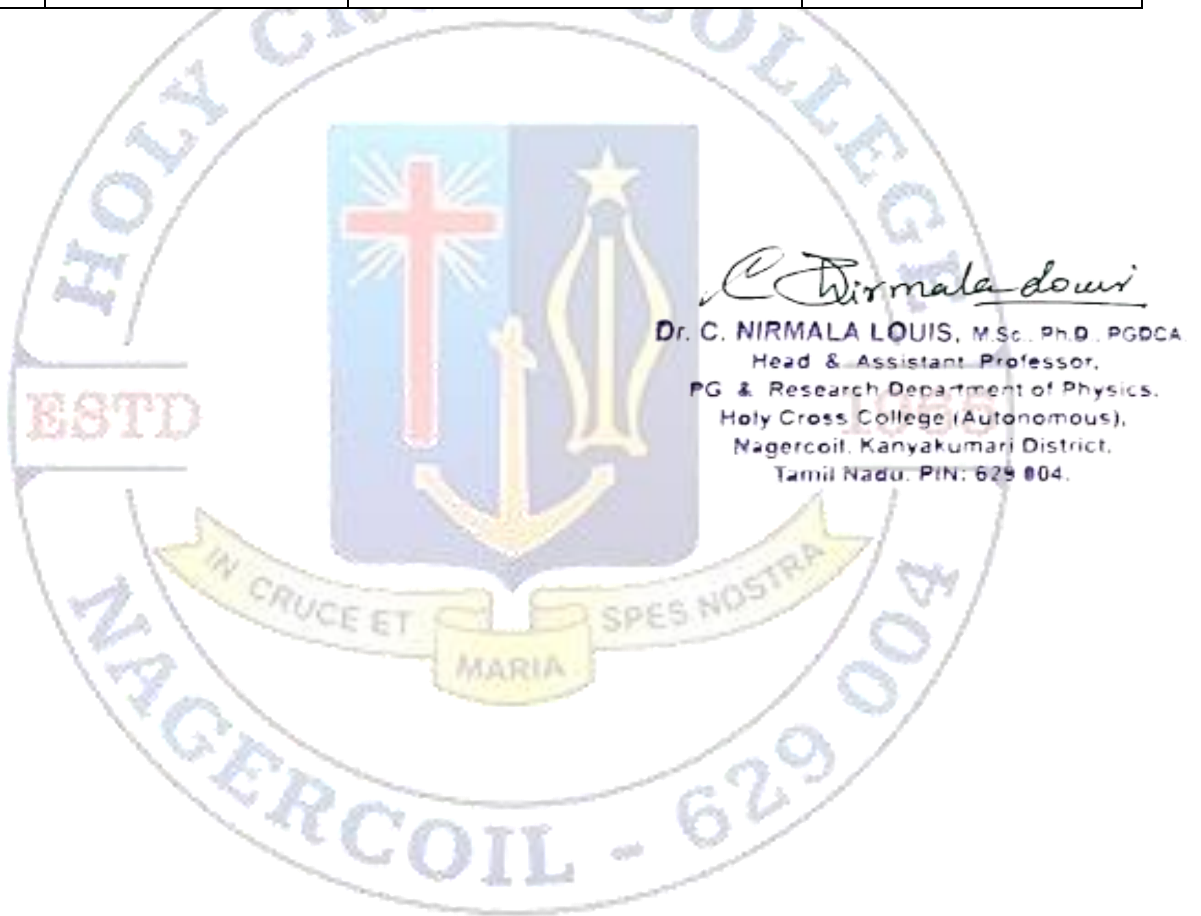 HOLY CROSS COLLEGE
C Nirmala Louis
Dr. C. NIRMALA LOUIS, M.Sc., Ph.D., PGDCA
Head & Assistant Professor,
PG & Research Department of Physics,
Holy Cross College (Autonomous),
Nagercoil, Kanyakumari District,
Tamil Nadu. PIN: 629 004.
ESTD
1965
IN CRUCE ET
MARIA
SPES NOSTRA
NAGERCOIL - 629 004